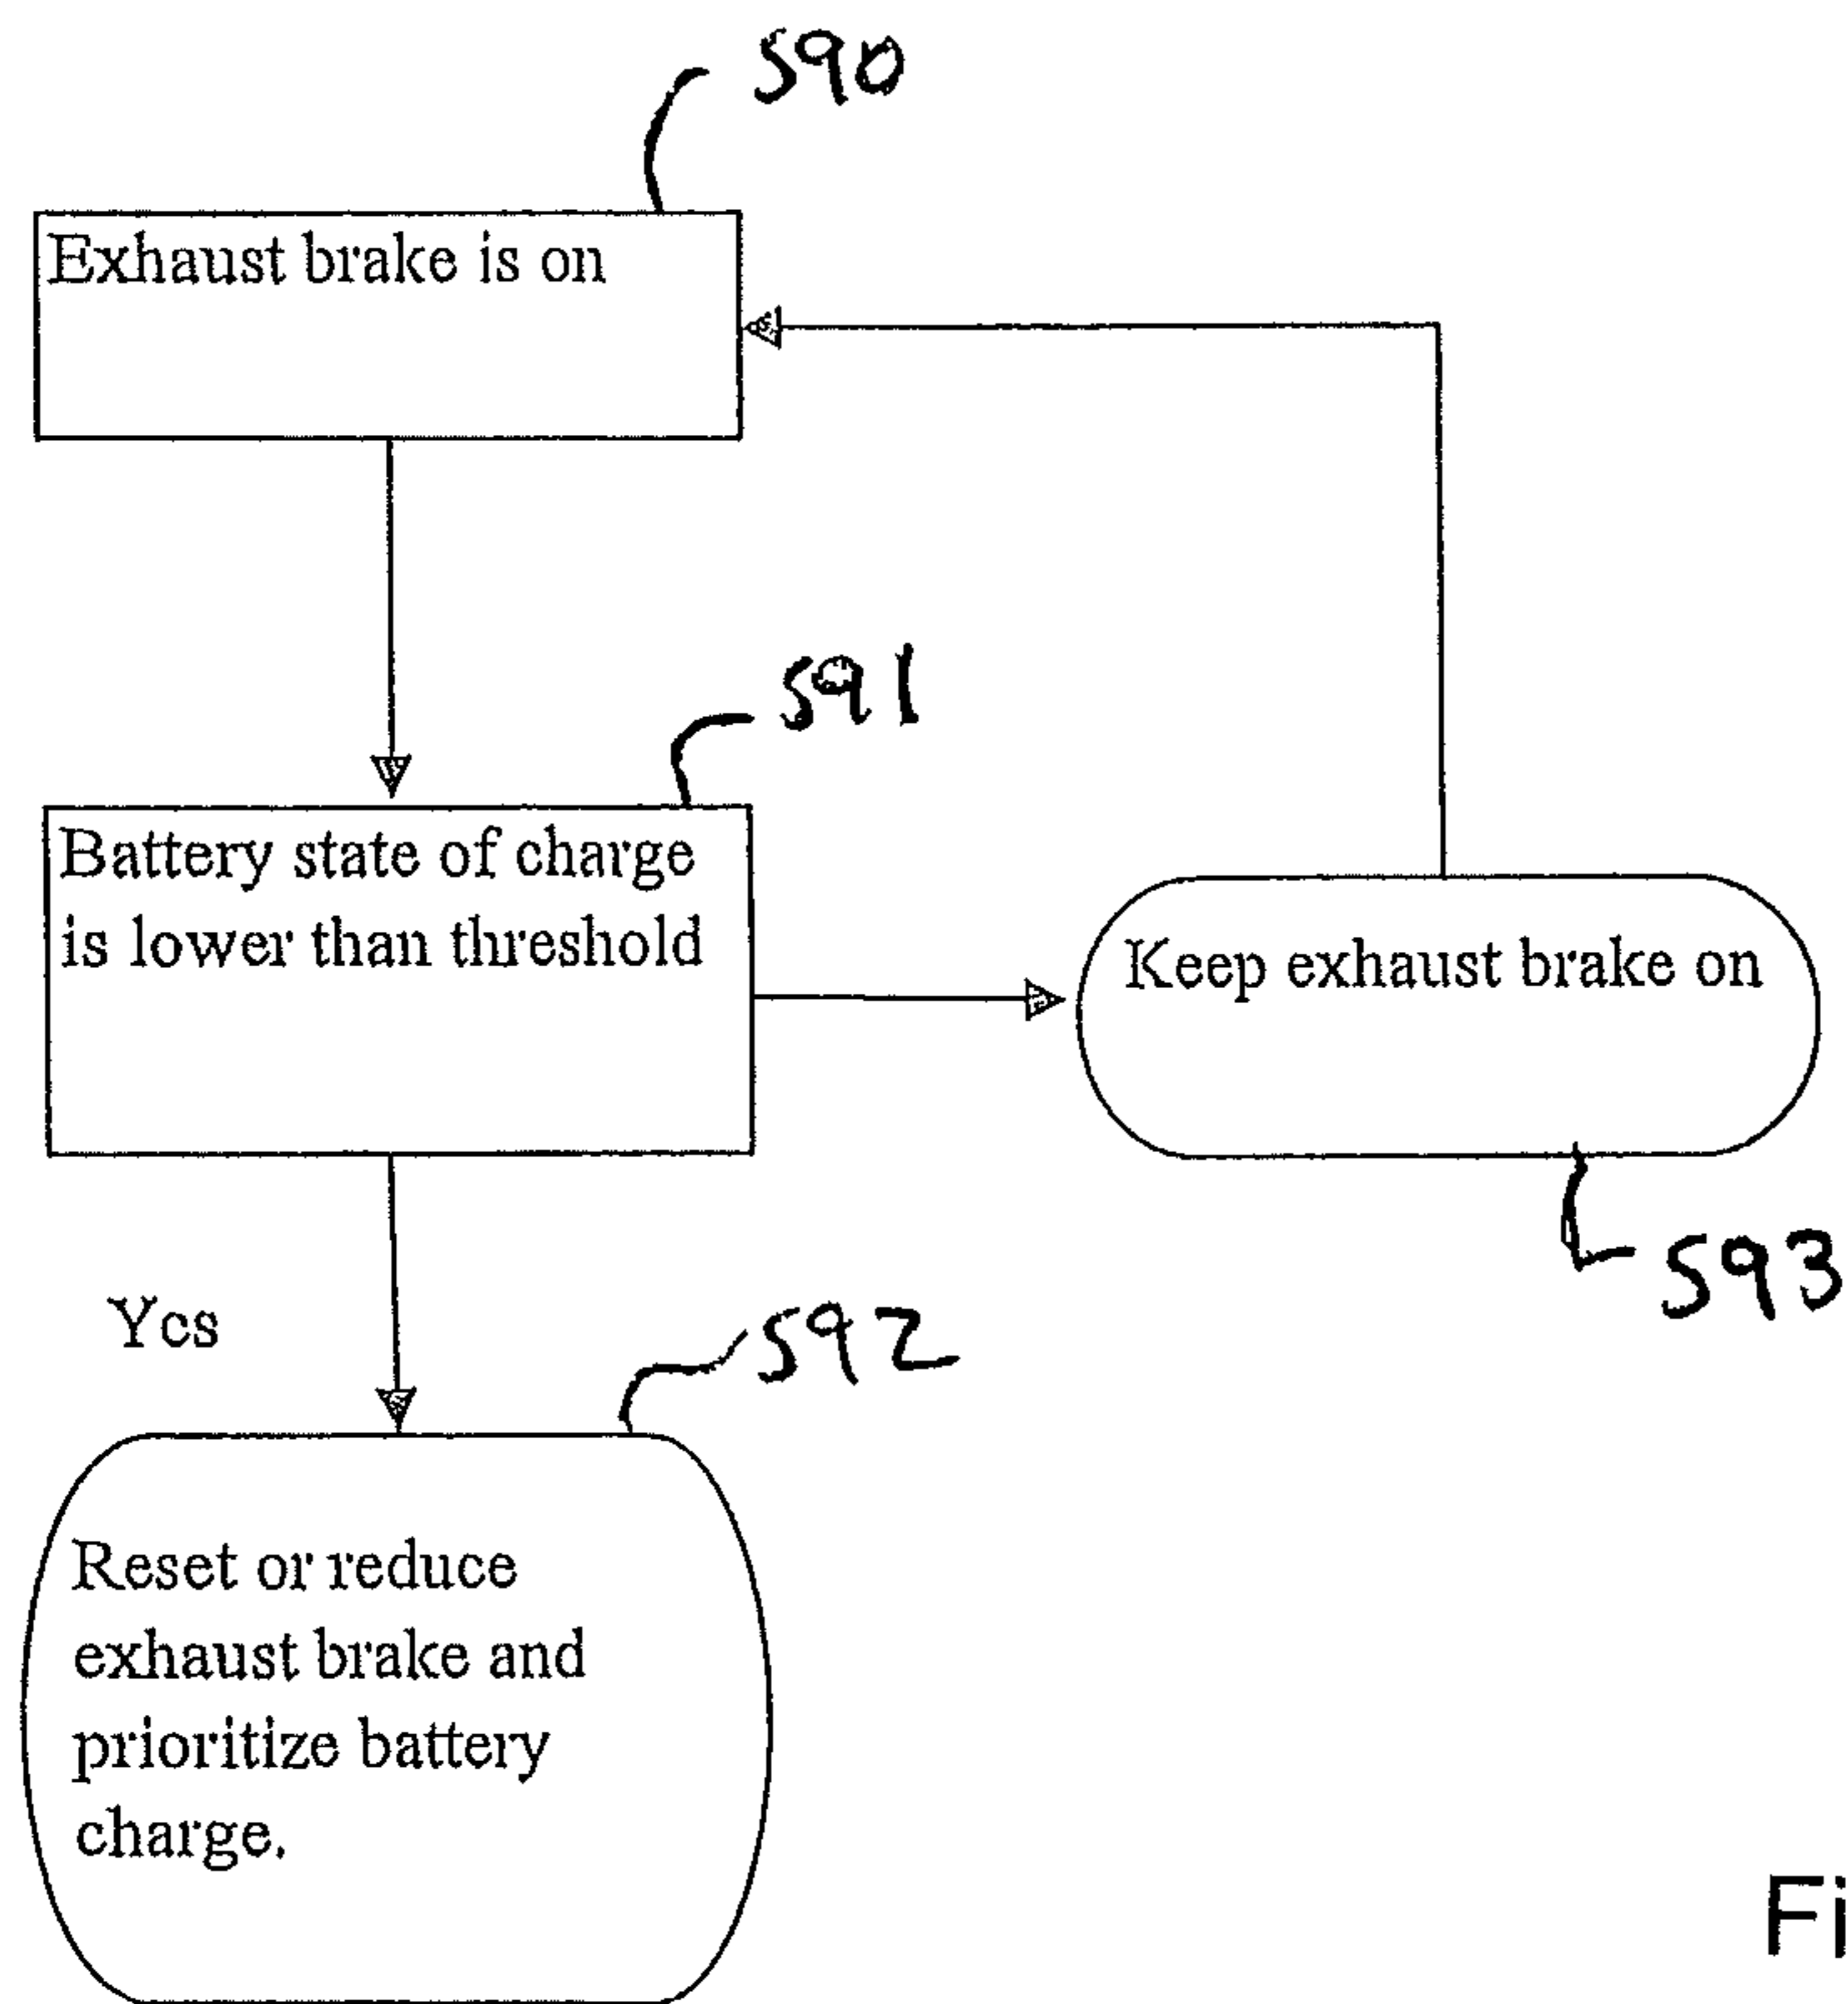 590
Exhaust brake is on
591
Battery state of charge
is lower than threshold
Keep exhaust brake on
593
Yes
592
Reset or reduce
exhaust brake and
prioritize battery
charge.
Fi